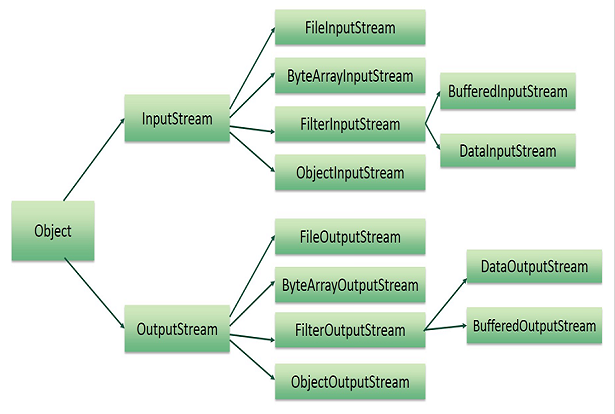 Object
InputStream
FileInputStream
ByteArrayInputStream
FilterInputStream
BufferedInputStream
DataInputStream
ObjectInputStream
OutputStream
FileOutputStream
ByteArrayOutputStream
FilterOutputStream
DataOutputStream
BufferedOutputStream
ObjectOutputStream